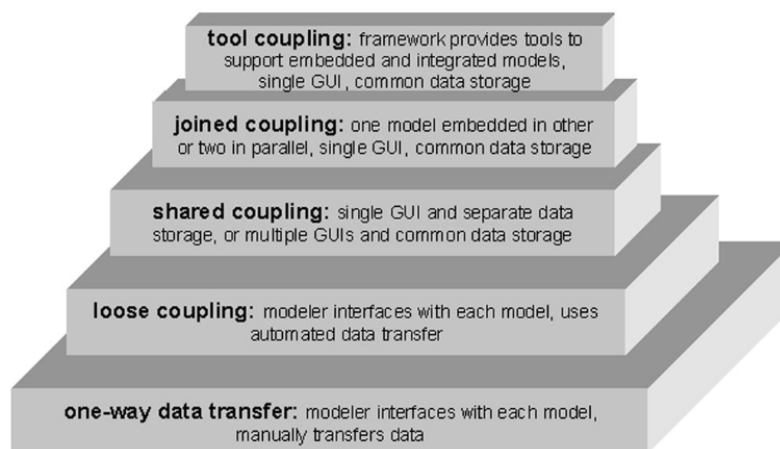 tool coupling: framework provides tools to
support embedded and integrated models,
single GUI, common data storage
joined coupling: one model embedded in other
or two in parallel, single GUI, common data storage
shared coupling: single GUI and separate data
storage, or multiple GUIs and common data storage
loose coupling: modeler interfaces with each model, uses
automated data transfer
one-way data transfer: modeler interfaces with each model,
manually transfers data